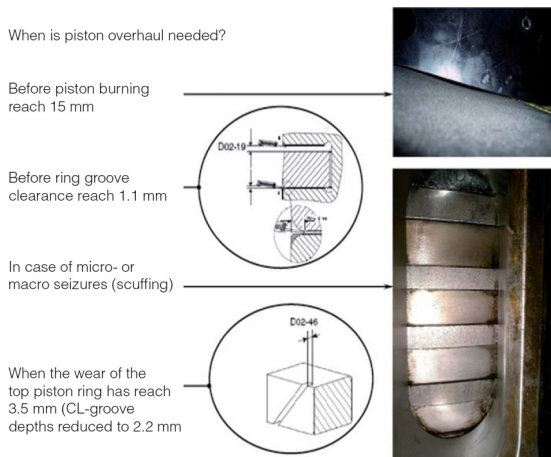 When is piston overhaul needed?
Before piston burning
reach 15 mm
D02-19
Before ring groove
clearance reach 1.1 mm
In case of micro- or
macro seizures (scuffing)
D02-46
When the wear of the
top piston ring has reach
3.5 mm (CL-groove
depths reduced to 2.2 mm